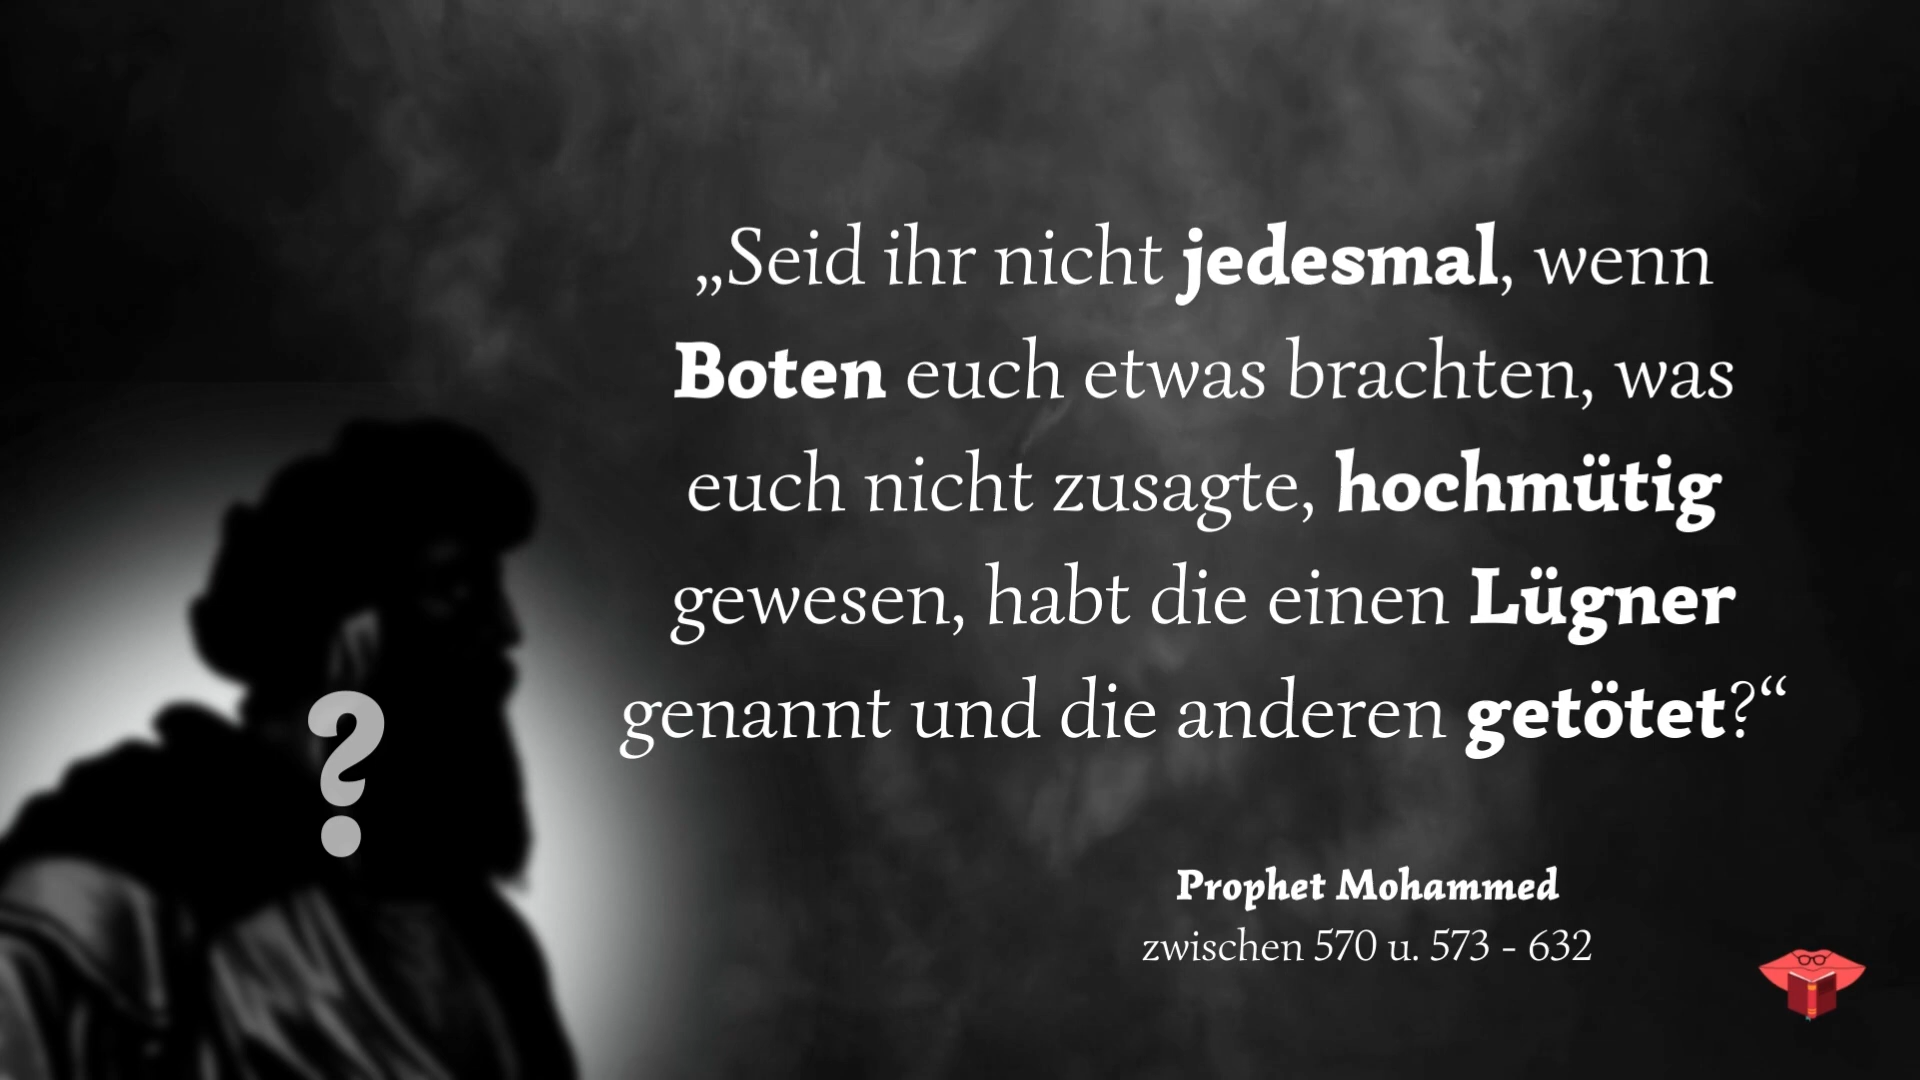 „Seid ihr nicht jedesmal, wenn
Boten euch etwas brachten, was
euch nicht zusagte, hochmütig
gewesen, habt die einen Lügner
genannt und die anderen getötet?“
?
Prophet Mohammed
zwischen 570 u. 573 - 632